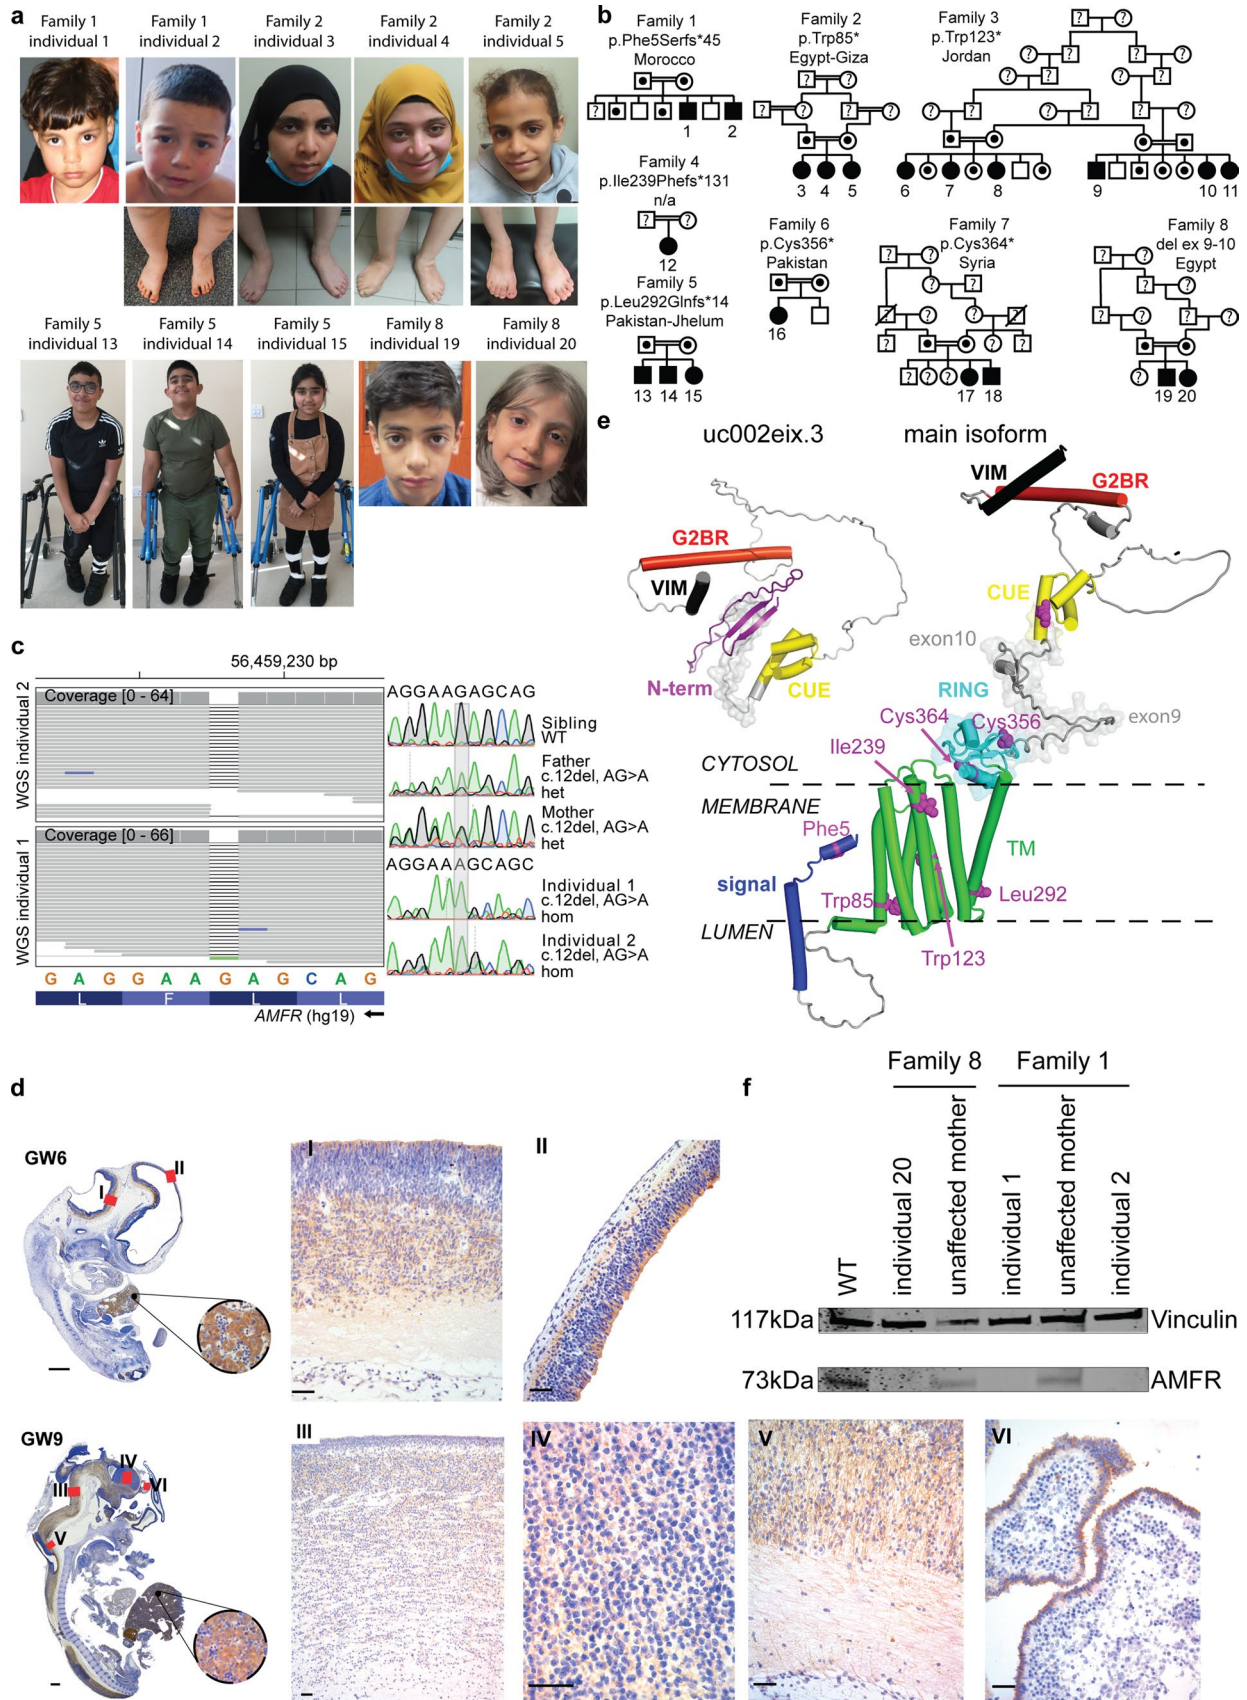 a
Family 1
individual 1
Family 1
individual 2
Family 2
individual 3
Family 2
individual 4
Family 2
individual 5
Family 5
individual 13
Family 5
individual 14
Family 5
individual 15
Family 8
individual 19
Family 8
individual 20
b
Family 1
p.Phe5Serfs*45
Morocco
? ?
1 2
Family 2
p.Trp85*
Egypt-Giza
? ?
? ? ? ?
3 4 5
Family 3
p.Trp123*
Jordan
? ?
? ? ? ?
? ? ? ?
6 7 8
9 10 11
Family 4
p.Ile239Phefs*131
n/a
? ?
12
Family 5
p.Leu292Glnfs*14
Pakistan-Jhelum
13 14 15
Family 6
p.Cys356*
Pakistan
16
Family 7
p.Cys364*
Syria
? ?
? ?
? ? ? ?
? ? ?
? ? ?
17 18
Family 8
del ex 9-10
Egypt
? ?
? ?
? ? ? ?
?
19 20
c
56,459,230 bp
WGS individual 2
Coverage [0 - 64]
WGS individual 1
Coverage [0 - 66]
G A G G A A G A G C A G
L F L L
AMFR (hg19)
AGGAAGAGCAG
Sibling
WT
Father
c.12del, AG>A
het
Mother
c.12del, AG>A
het
AGGAAAGCAGC
Individual 1
c.12del, AG>A
hom
Individual 2
c.12del, AG>A
hom
e
uc002eix.3
main isoform
G2BR
VIM
N-term
CUE
VIM
G2BR
CUE
exon10
RING
exon9
Cys364
Cys356
Ile239
CYTOSOL
MEMBRANE
Phe5
TM
signal
Trp85
Leu292
LUMEN
Trp123
d
GW6
I
II
I
II
GW9
IV
VI
III
V
III
IV
V
VI
f
Family 8
Family 1
WT
individual 20
unaffected mother
individual 1
unaffected mother
individual 2
117kDa
Vinculin
73kDa
AMFR